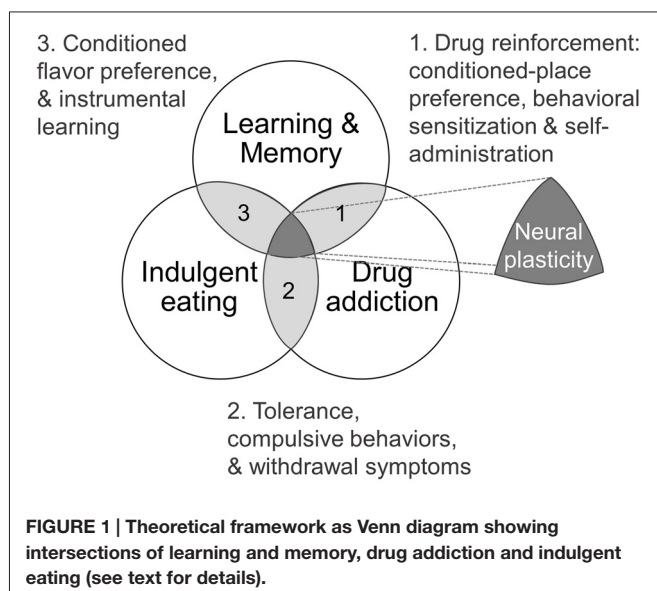 3. Conditioned
flavor preference,
& instrumental
learning
1. Drug reinforcement:
conditioned-place
preference, behavioral
sensitization & self-
administration
Learning &
Memory
3
1
Neural
plasticity
Indulgent
eating
2
Drug
addiction
2. Tolerance,
compulsive behaviors,
& withdrawal symptoms
FIGURE 1 | Theoretical framework as Venn diagram showing
intersections of learning and memory, drug addiction and indulgent
eating (see text for details).